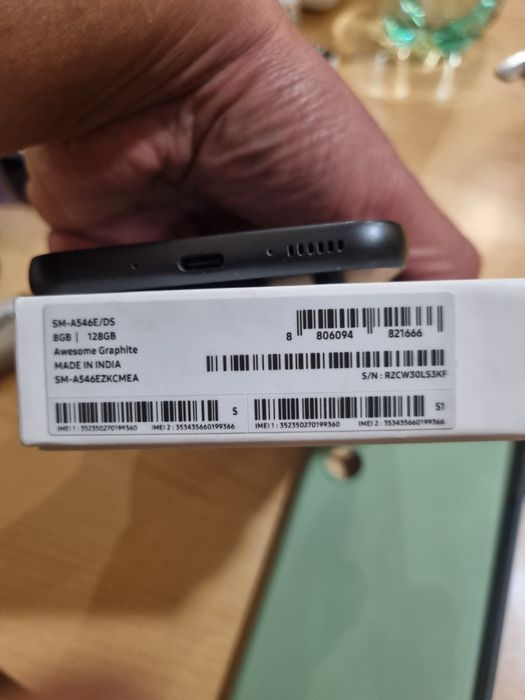 SM-A546E/DS
8GB | 128GB
Awesome Graphite
MADE IN INDIA
SM-A546EZKCMEA
8 806094 821666
S/N : RZCW30LS3KF
S
IMEI 1 : 352350270199360 IMEI 2 : 353435660199366
S1
IMEI 1 : 352350270199360 IMEI 2 : 353435660199366